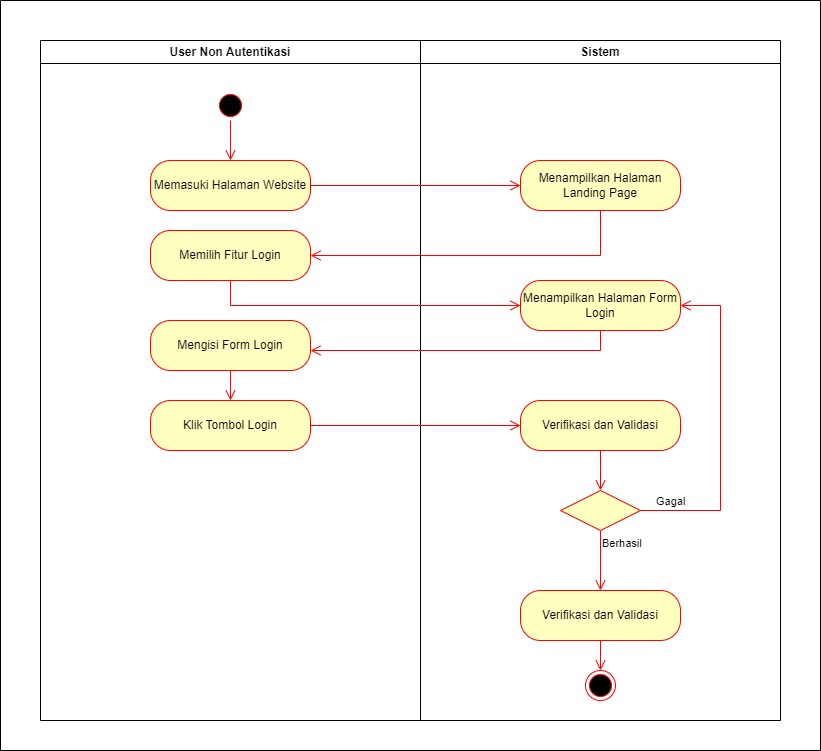 User Non Autentikasi
Sistem
Memasuki Halaman Website
Menampilkan Halaman
Landing Page
Memilih Fitur Login
Menampilkan Halaman Form
Login
Mengisi Form Login
Klik Tombol Login
Verifikasi dan Validasi
Gagal
Berhasil
Verifikasi dan Validasi